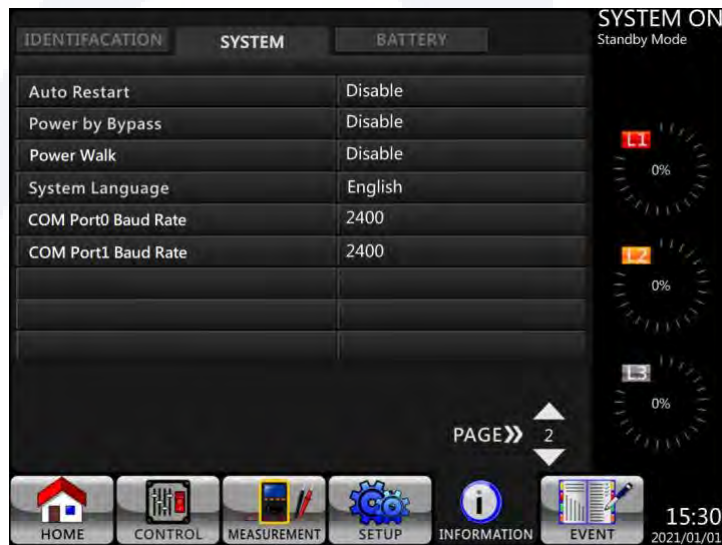 SYSTEM ON
Standby Mode
IDENTIFACATION SYSTEM BATTERY
Auto Restart Disable
Power by Bypass Disable
Power Walk Disable
System Language English
COM Port0 Baud Rate 2400
COM Port1 Baud Rate 2400
L1
0%
L2
0%
L3
0%
PAGE 2
HOME CONTROL MEASUREMENT SETUP INFORMATION EVENT
15:30
2021/01/01